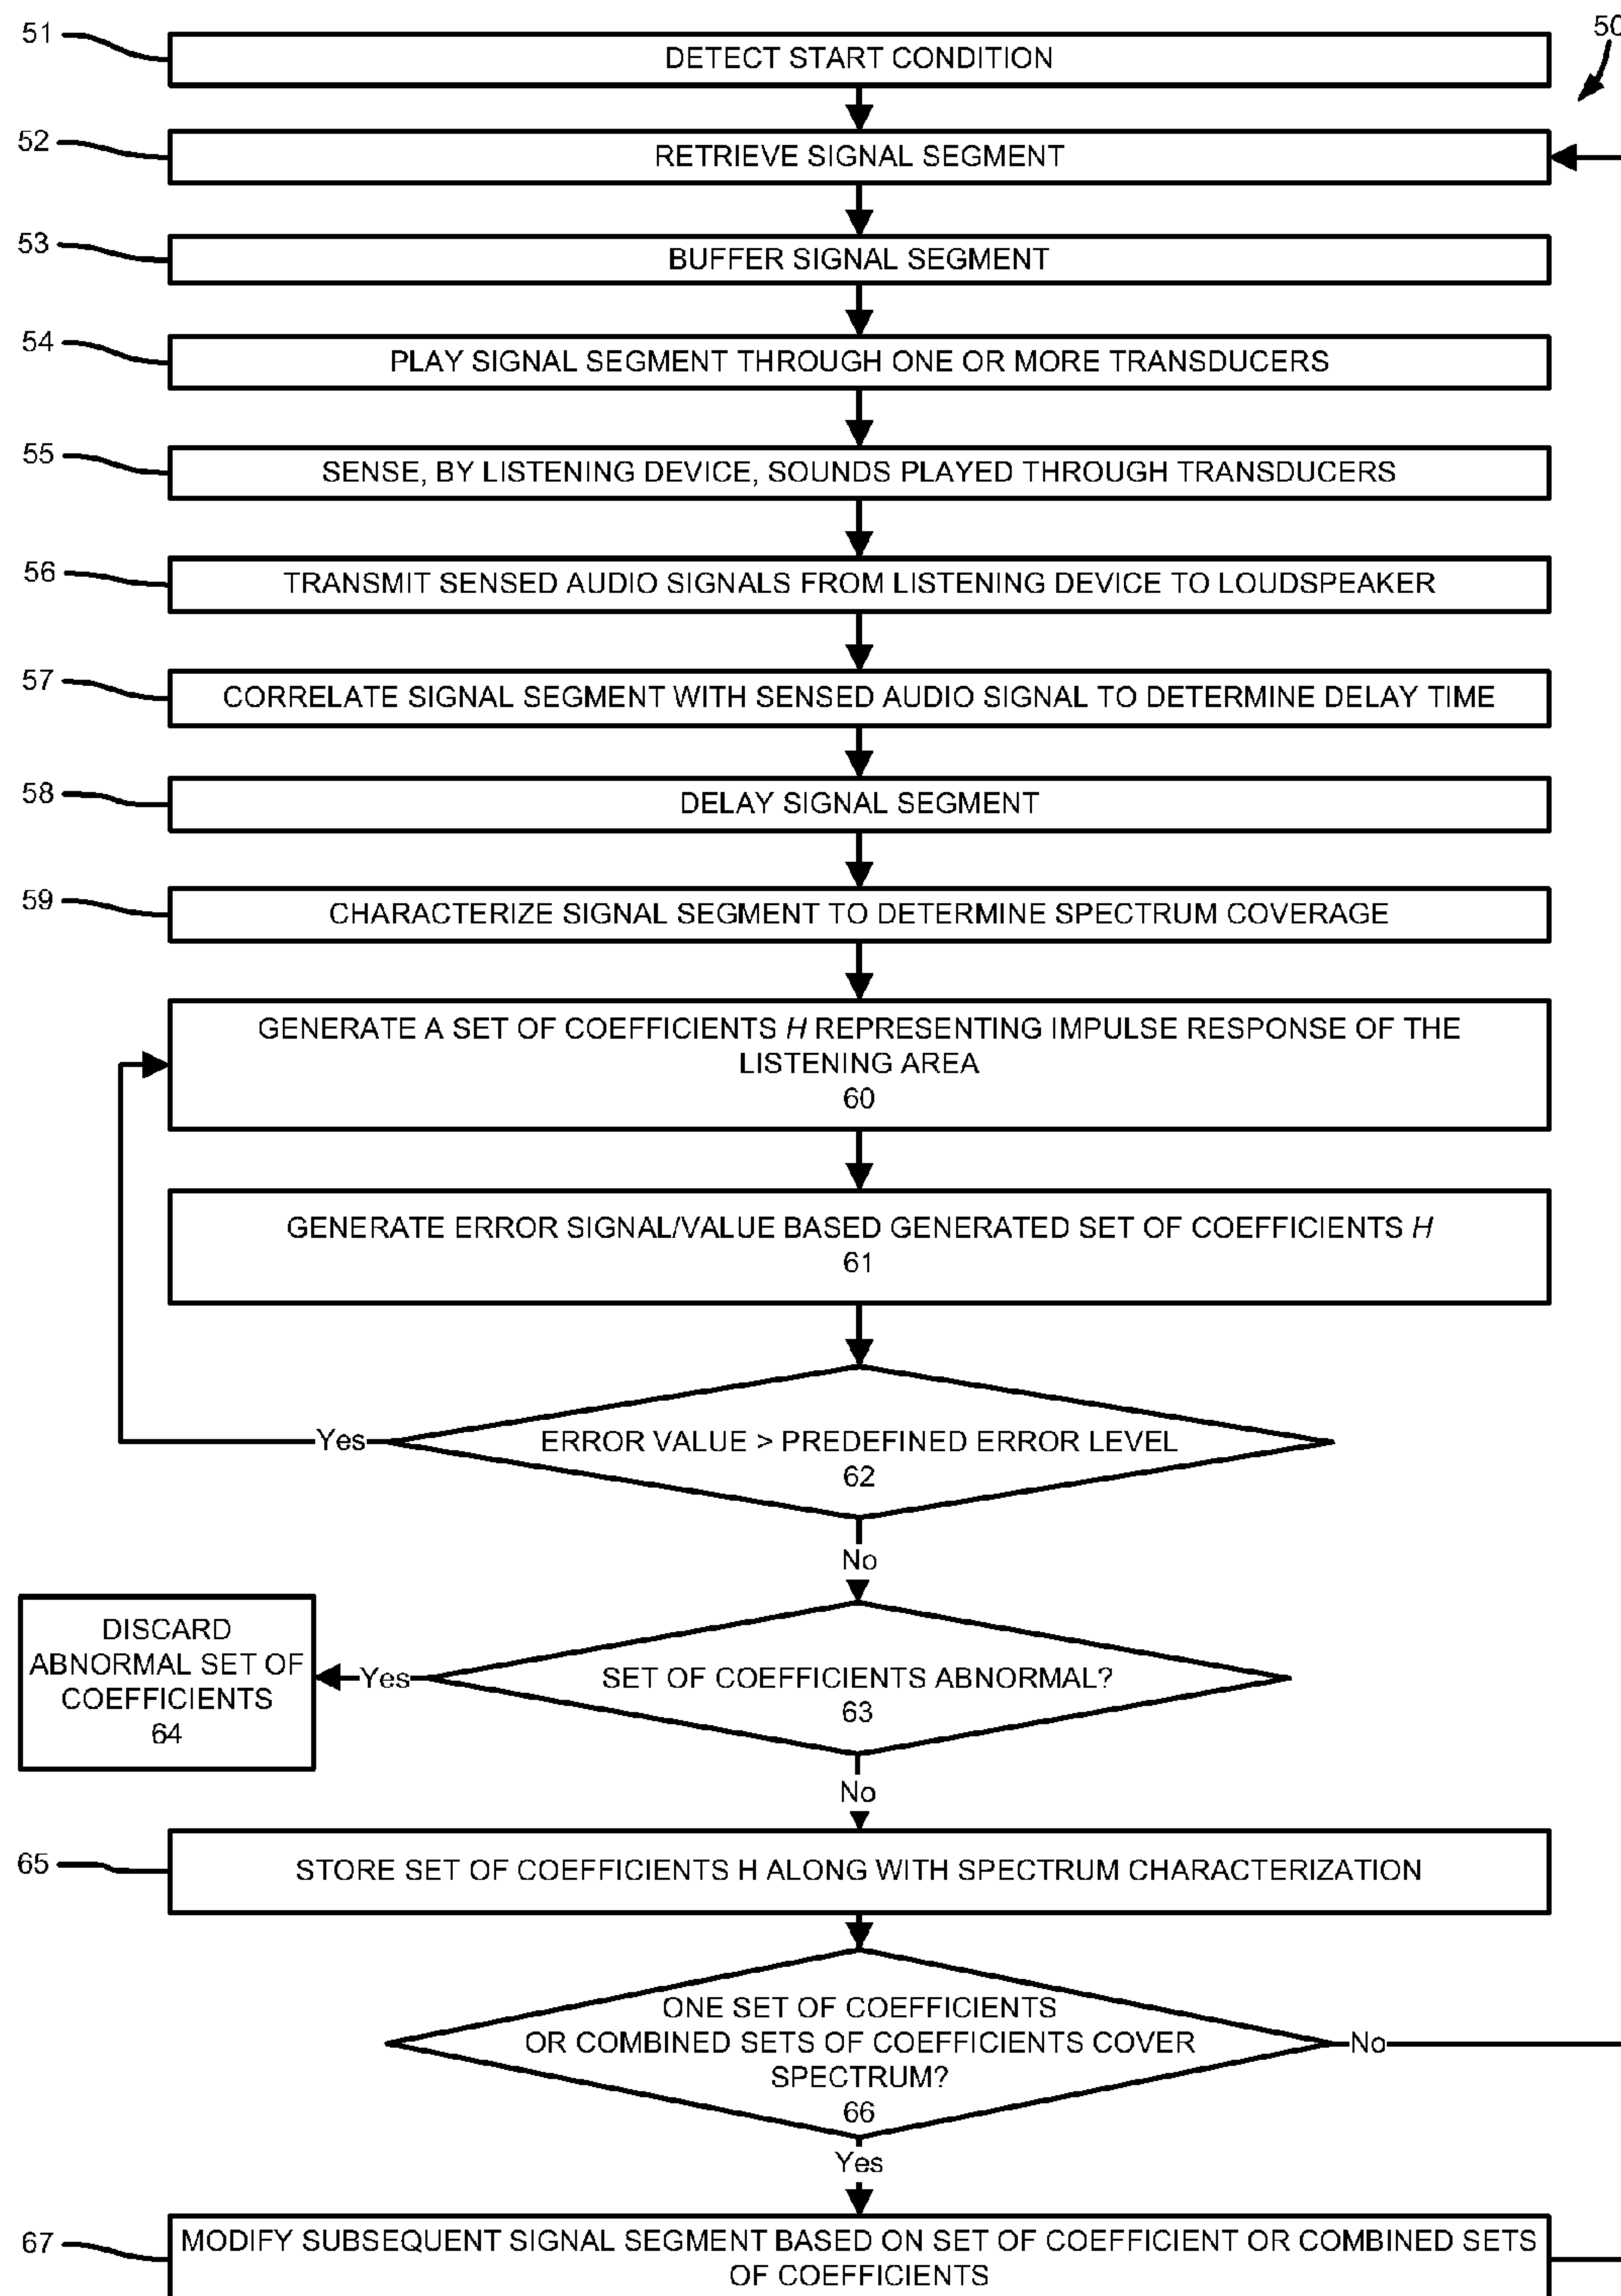 50
51
DETECT START CONDITION
52
RETRIEVE SIGNAL SEGMENT
53
BUFFER SIGNAL SEGMENT
54
PLAY SIGNAL SEGMENT THROUGH ONE OR MORE TRANSDUCERS
55
SENSE, BY LISTENING DEVICE, SOUNDS PLAYED THROUGH TRANSDUCERS
56
TRANSMIT SENSED AUDIO SIGNALS FROM LISTENING DEVICE TO LOUDSPEAKER
57
CORRELATE SIGNAL SEGMENT WITH SENSED AUDIO SIGNAL TO DETERMINE DELAY TIME
58
DELAY SIGNAL SEGMENT
59
CHARACTERIZE SIGNAL SEGMENT TO DETERMINE SPECTRUM COVERAGE
GENERATE A SET OF COEFFICIENTS H REPRESENTING IMPULSE RESPONSE OF THE
LISTENING AREA
60
GENERATE ERROR SIGNAL/VALUE BASED GENERATED SET OF COEFFICIENTS H
61
ERROR VALUE > PREDEFINED ERROR LEVEL
62
Yes
No
SET OF COEFFICIENTS ABNORMAL?
63
Yes
DISCARD
ABNORMAL SET OF
COEFFICIENTS
64
No
65
STORE SET OF COEFFICIENTS H ALONG WITH SPECTRUM CHARACTERIZATION
ONE SET OF COEFFICIENTS
OR COMBINED SETS OF COEFFICIENTS COVER
SPECTRUM?
66
No
Yes
67
MODIFY SUBSEQUENT SIGNAL SEGMENT BASED ON SET OF COEFFICIENT OR COMBINED SETS
OF COEFFICIENTS